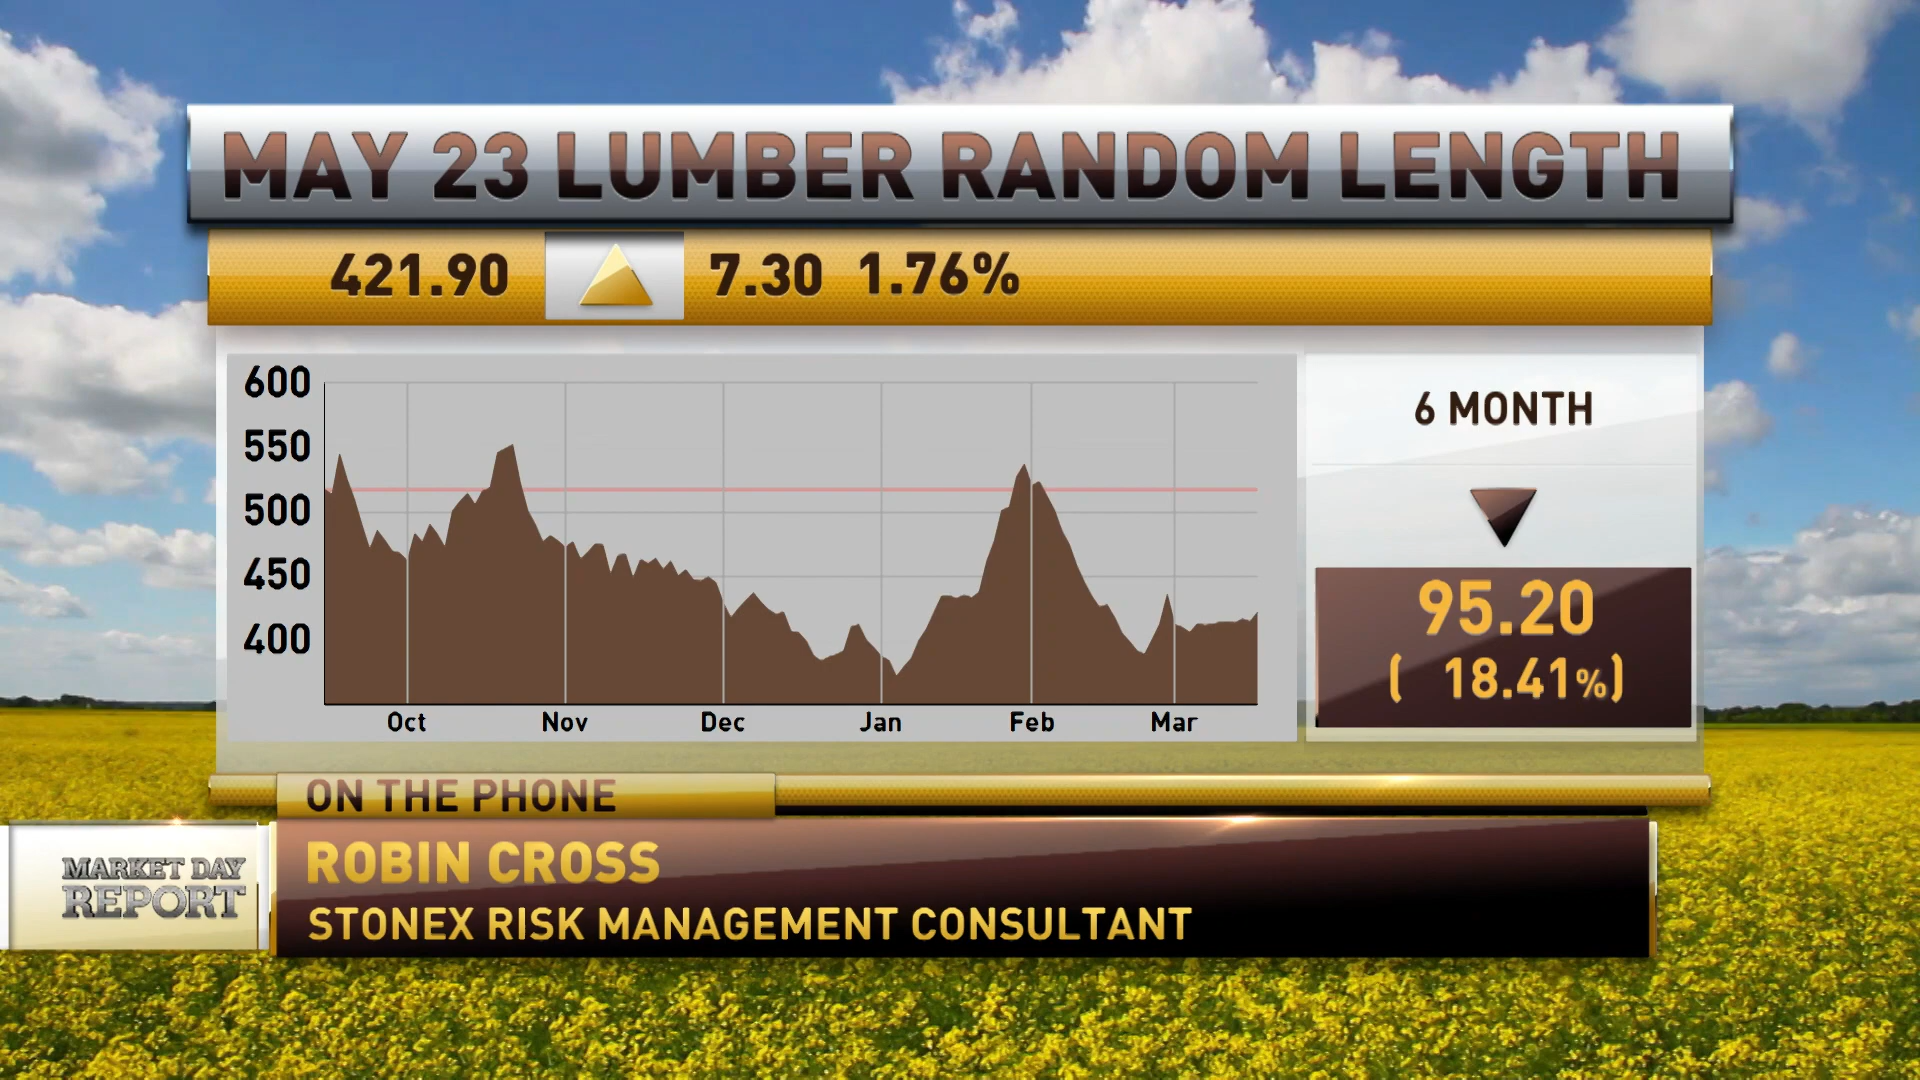 MAY 23 LUMBER RANDOM LENGTH
421.90 7.30 1.76%
600
550
500
450
400
Oct Nov Dec Jan Feb Mar
6 MONTH
95.20
( 18.41%)
ON THE PHONE
ROBIN CROSS
STONEX RISK MANAGEMENT CONSULTANT
MARKET DAY
REPORT